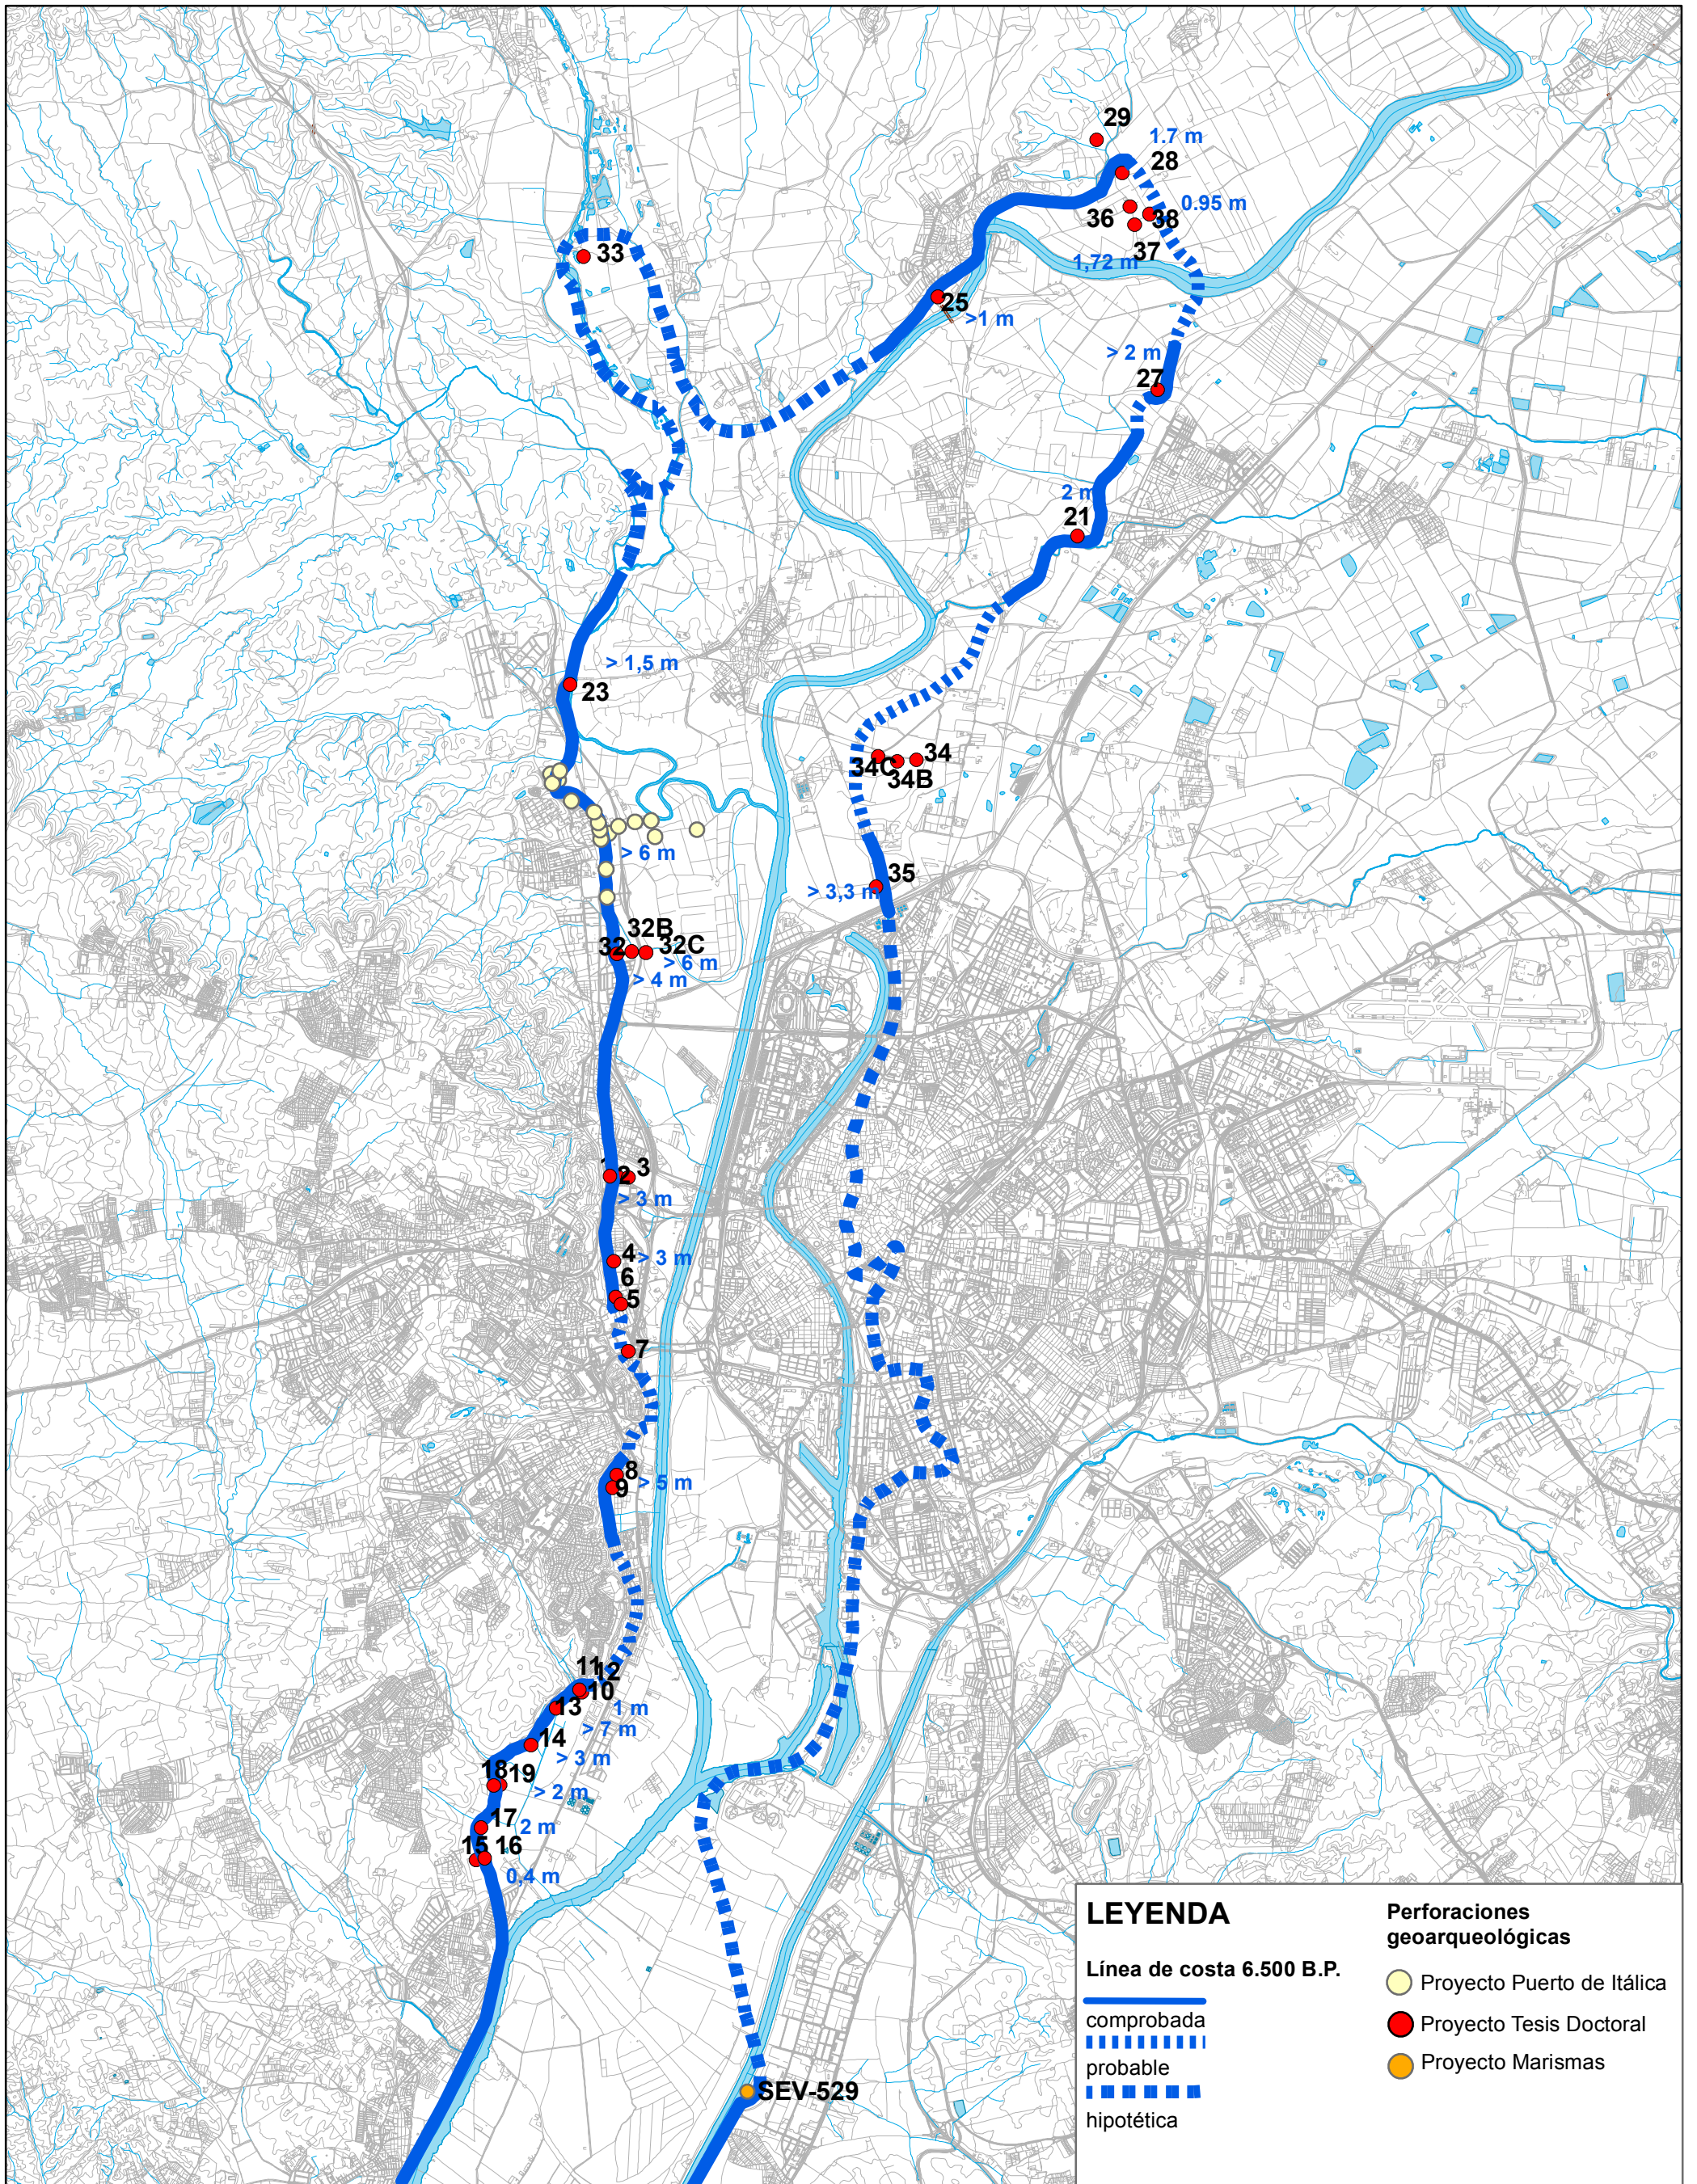 29
1.7 m
28
0.95 m
36
38
37
1,72 m
33
25
>1 m
> 2 m
27
2 m
21
> 1,5 m
23
34
34C
34B
> 6 m
35
> 3,3 m
32B
32
32C
> 6 m
> 4 m
2
3
> 3 m
4
> 3 m
6
5
7
8
> 5 m
9
11
12
10
13
1 m
> 7 m
14
> 3 m
18
19
> 2 m
17
2 m
15
16
0,4 m
SEV-529
LEYENDA
Línea de costa 6.500 B.P.
comprobada
probable
hipotética
Perforaciones
geoarqueológicas
Proyecto Puerto de Itálica
Proyecto Tesis Doctoral
Proyecto Marismas